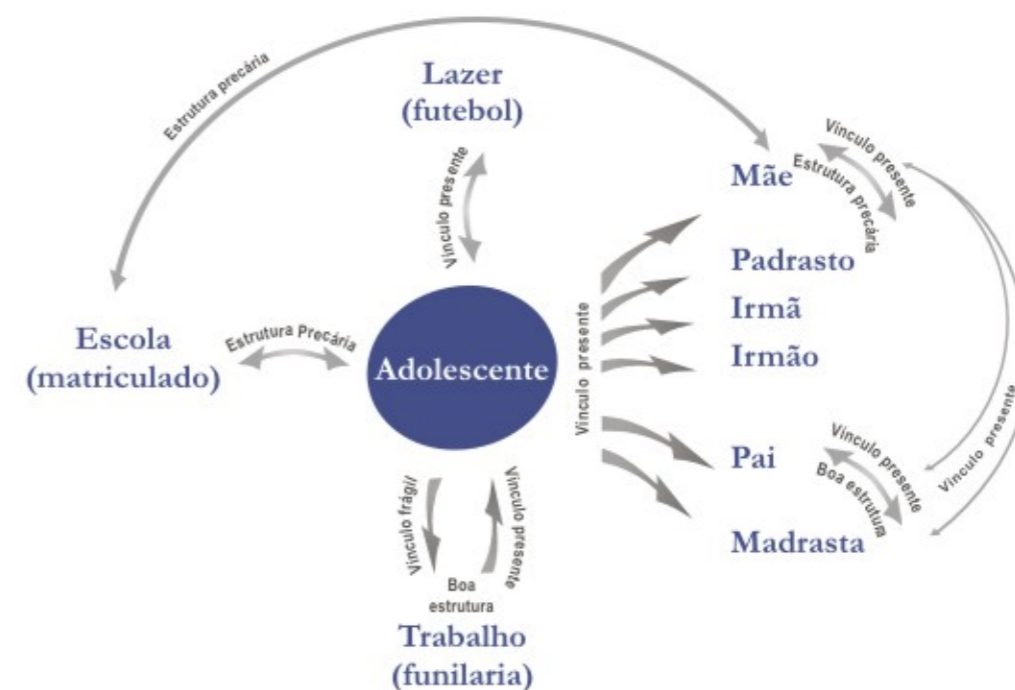 Estrutura precária
Lazer
(futebol)
Vínculo presente
Escola
(matriculado)
Estrutura Precária
Adolescente
Vínculo presente
Mãe
Padrasto
Irmã
Irmão
Pai
Madrasta
Vínculo presente
Estrutura precária
Vínculo presente
Boa estrutura
Vínculo presente
Vínculo frágil
Vínculo presente
Boa
estrutura
Trabalho
(funilaria)